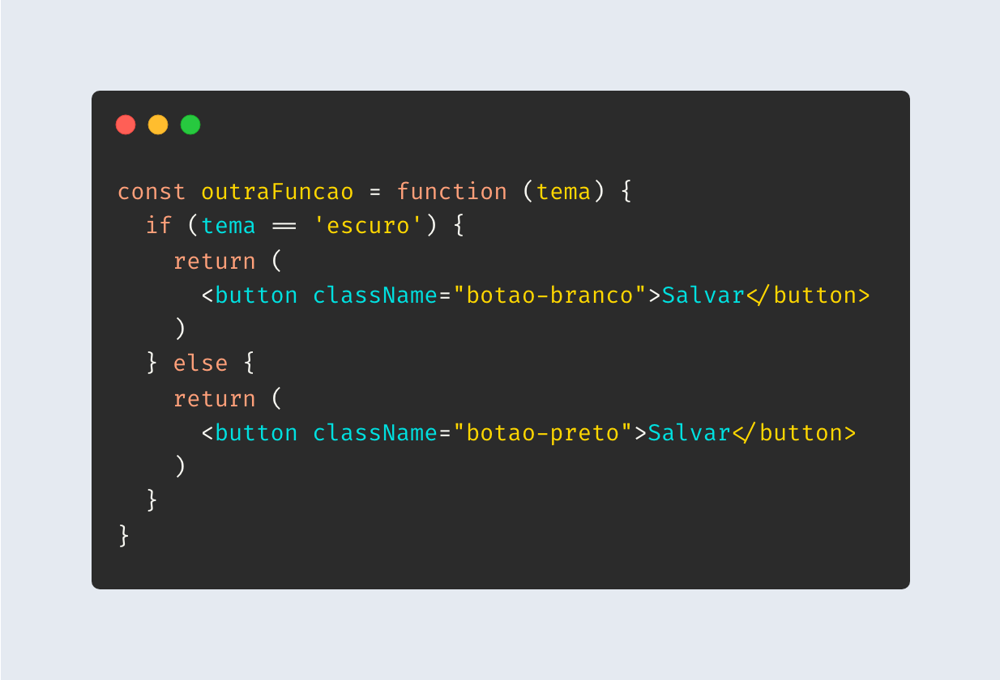 const outraFuncao = function (tema) {
  if (tema == 'escuro') {
    return (
      <button className="botao-branco">Salvar</button>
    )
  } else {
    return (
      <button className="botao-preto">Salvar</button>
    )
  }
}